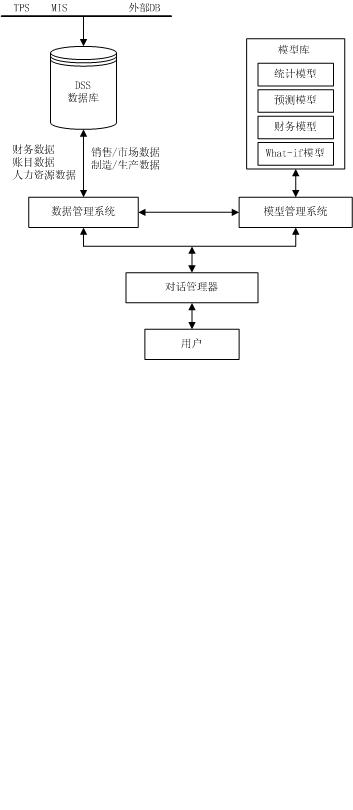 TPS MIS 外部DB
DSS
数据库
模型库
统计模型
预测模型
财务模型
What-if模型
财务数据
账目数据
人力资源数据
销售/市场数据
制造/生产数据
数据管理系统
模型管理系统
对话管理器
用户